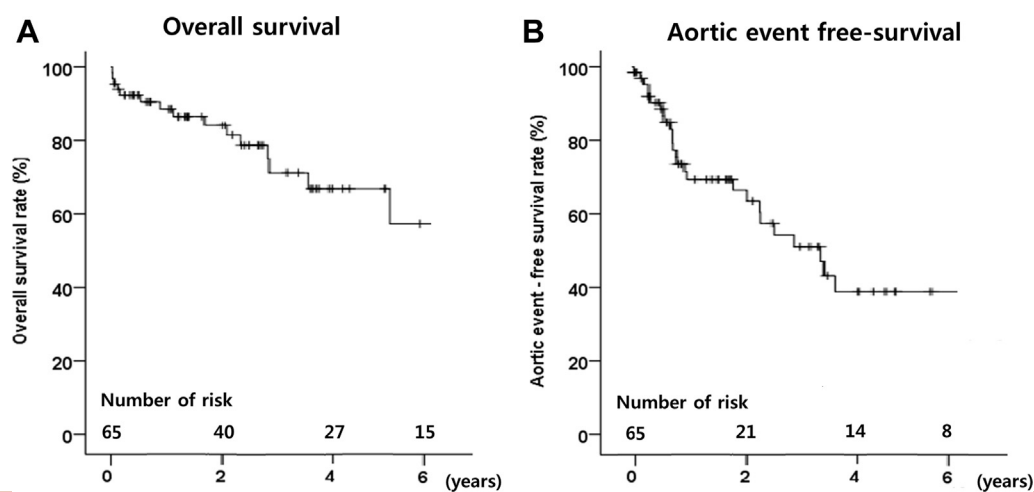 A
Overall survival
Overall survival rate (%)
100
80
60
40
20
0
Number of risk
65 40 27 15
0 2 4 6 (years)
B
Aortic event free-survival
Aortic event - free survival rate (%)
100
80
60
40
20
0
Number of risk
65 21 14 8
0 2 4 6 (years)